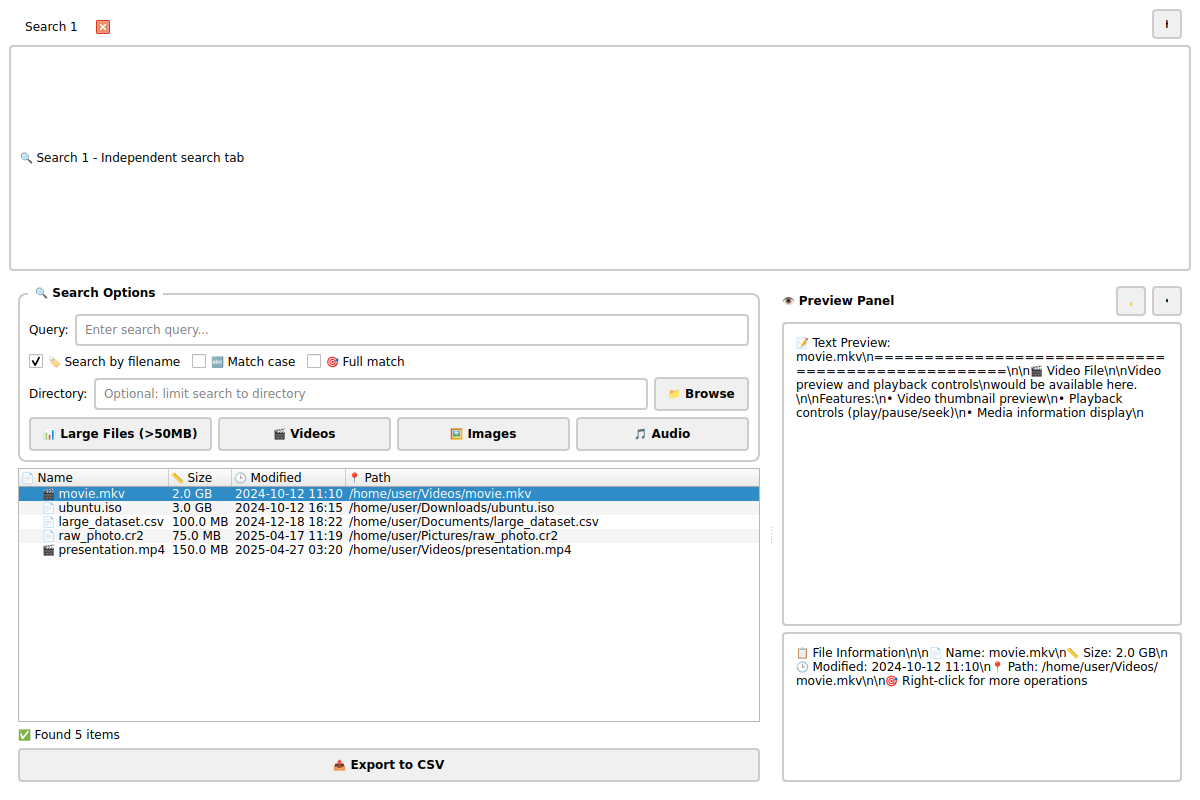 Search 1
🔍 Search 1 - Independent search tab
🔍 Search Options
Query: Enter search query...
🏷️ Search by filename 🔤 Match case 🎯 Full match
Directory: Optional: limit search to directory 📁 Browse
📊 Large Files (>50MB) 🎬 Videos 🖼️ Images 🎵 Audio
📄 Name 📏 Size 🕒 Modified 📍 Path
🎬 movie.mkv 2.0 GB 2024-10-12 11:10 /home/user/Videos/movie.mkv
📄 ubuntu.iso 3.0 GB 2024-10-12 16:15 /home/user/Downloads/ubuntu.iso
📄 large_dataset.csv 100.0 MB 2024-12-18 18:22 /home/user/Documents/large_dataset.csv
📄 raw_photo.cr2 75.0 MB 2025-04-17 11:19 /home/user/Pictures/raw_photo.cr2
🎬 presentation.mp4 150.0 MB 2025-04-27 03:20 /home/user/Videos/presentation.mp4
✅ Found 5 items
📤 Export to CSV
👁️ Preview Panel
📝 Text Preview:
movie.mkv\n=============================
=====================\n\n🎬 Video File\n\nVideo
preview and playback controls\nwould be available here.
\n\nFeatures:\n• Video thumbnail preview\n• Playback
controls (play/pause/seek)\n• Media information display\n
📋 File Information\n\n📄 Name: movie.mkv\n📏 Size: 2.0 GB\n
🕒 Modified: 2024-10-12 11:10\n📍 Path: /home/user/Videos/
movie.mkv\n\n🎯 Right-click for more operations